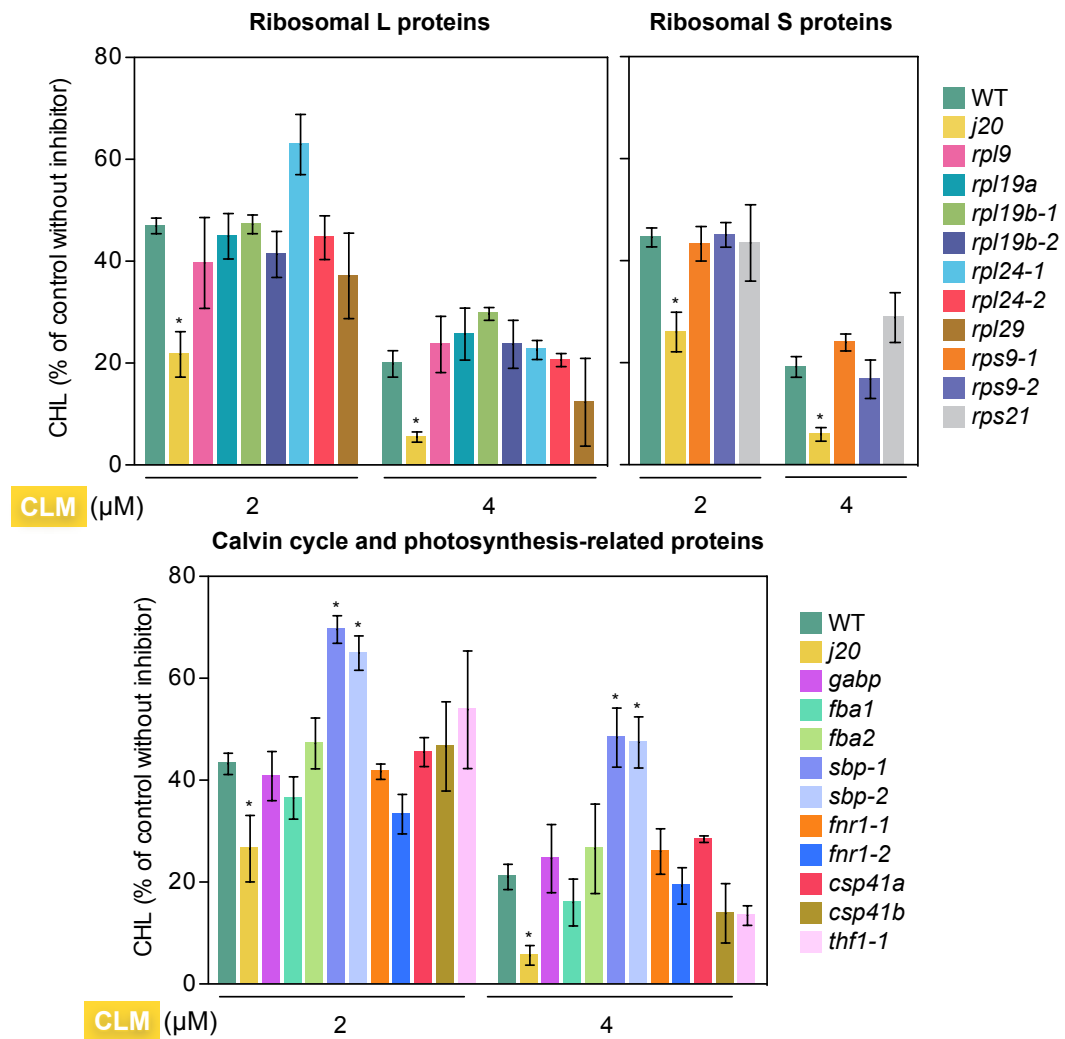 Ribosomal L proteins
Ribosomal S proteins
CHL (% of control without inhibitor)
80
60
40
20
0
*
*
*
*
CLM (μM)
2
4
2
4
WT
j20
rpl9
rpl19a
rpl19b-1
rpl19b-2
rpl24-1
rpl24-2
rpl29
rps9-1
rps9-2
rps21
Calvin cycle and photosynthesis-related proteins
CHL (% of control without inhibitor)
80
60
40
20
0
*
*
*
*
*
*
CLM (μM)
2
4
WT
j20
gabp
fba1
fba2
sbp-1
sbp-2
fnr1-1
fnr1-2
csp41a
csp41b
thf1-1